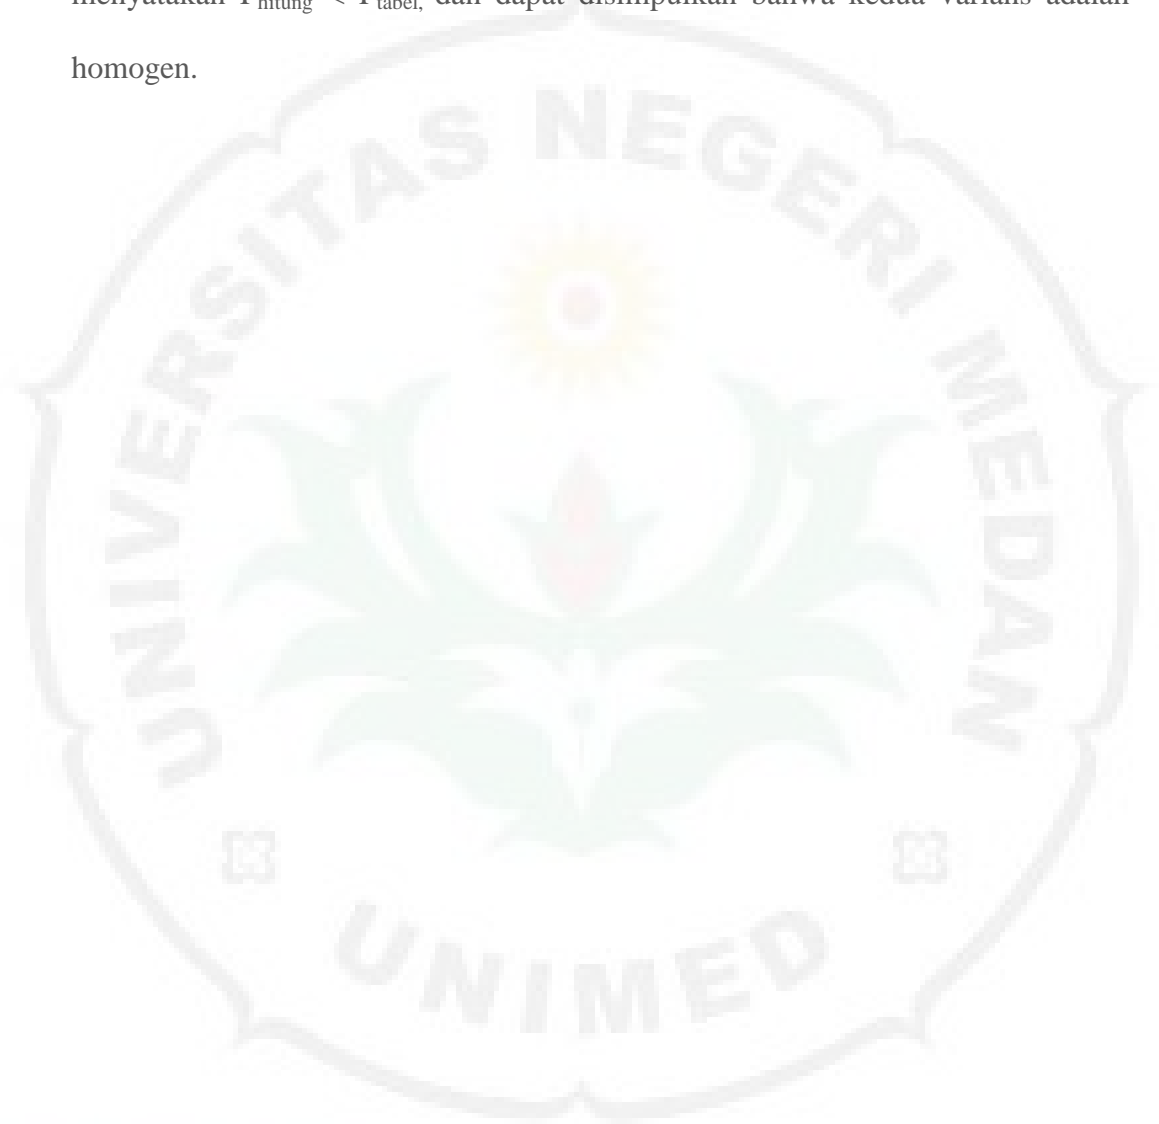 menyatakan F hitung < F tabel, dan dapat disimpulkan bahwa kedua varians adalah
homogen.
UNIVERSITAS NEGERI MEDAN
UNIMED